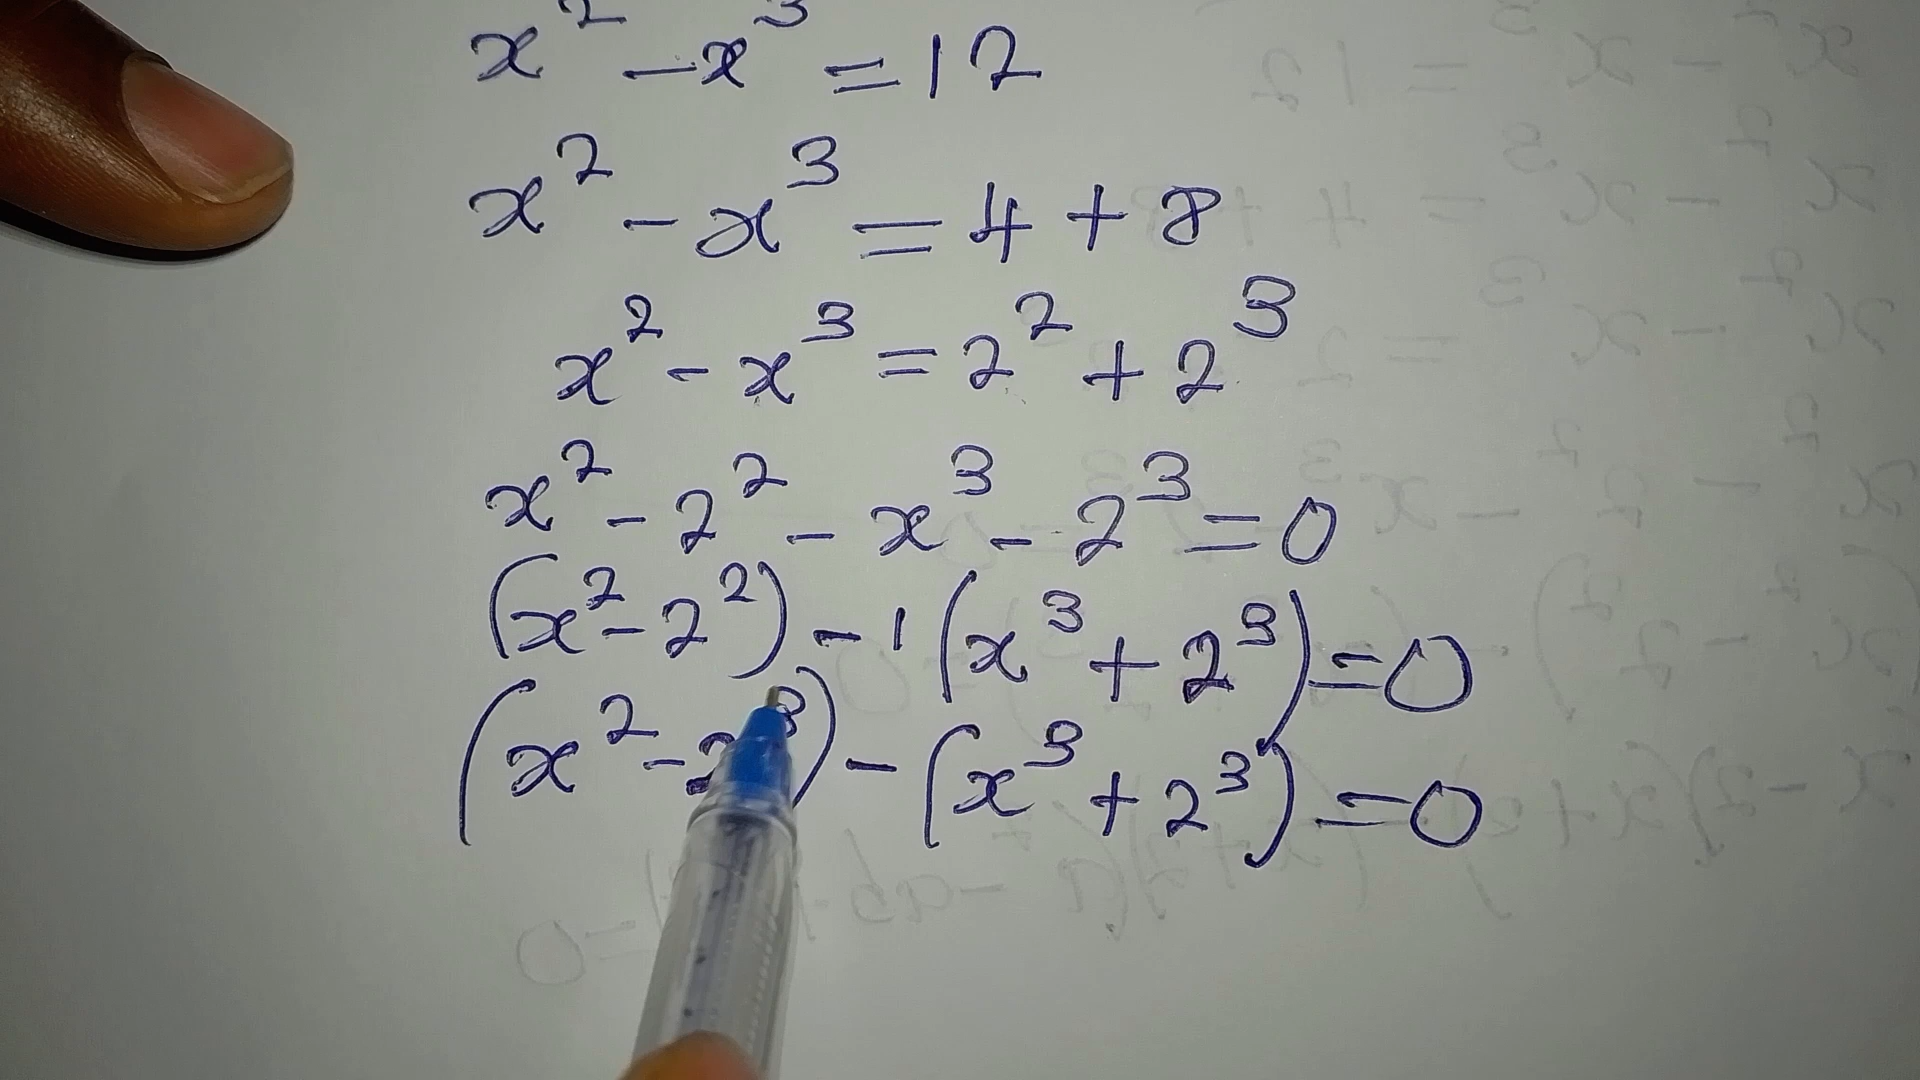 x² - x³ = 12
x² - x³ = 4 + 8
x² - x³ = 2² + 2³
x² - 2² - x³ - 2³ = 0
(x² - 2²) - 1(x³ + 2³) = 0
(x² - 2³) - (x³ + 2³) = 0